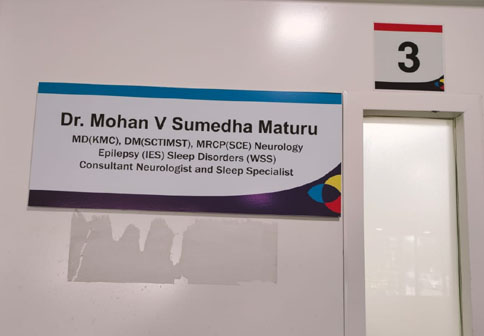 3
Dr. Mohan V Sumedha Maturu
MD(KMC), DM(SCTIMST), MRCP(SCE) Neurology
Epilepsy (IES) Sleep Disorders (WSS)
Consultant Neurologist and Sleep Specialist